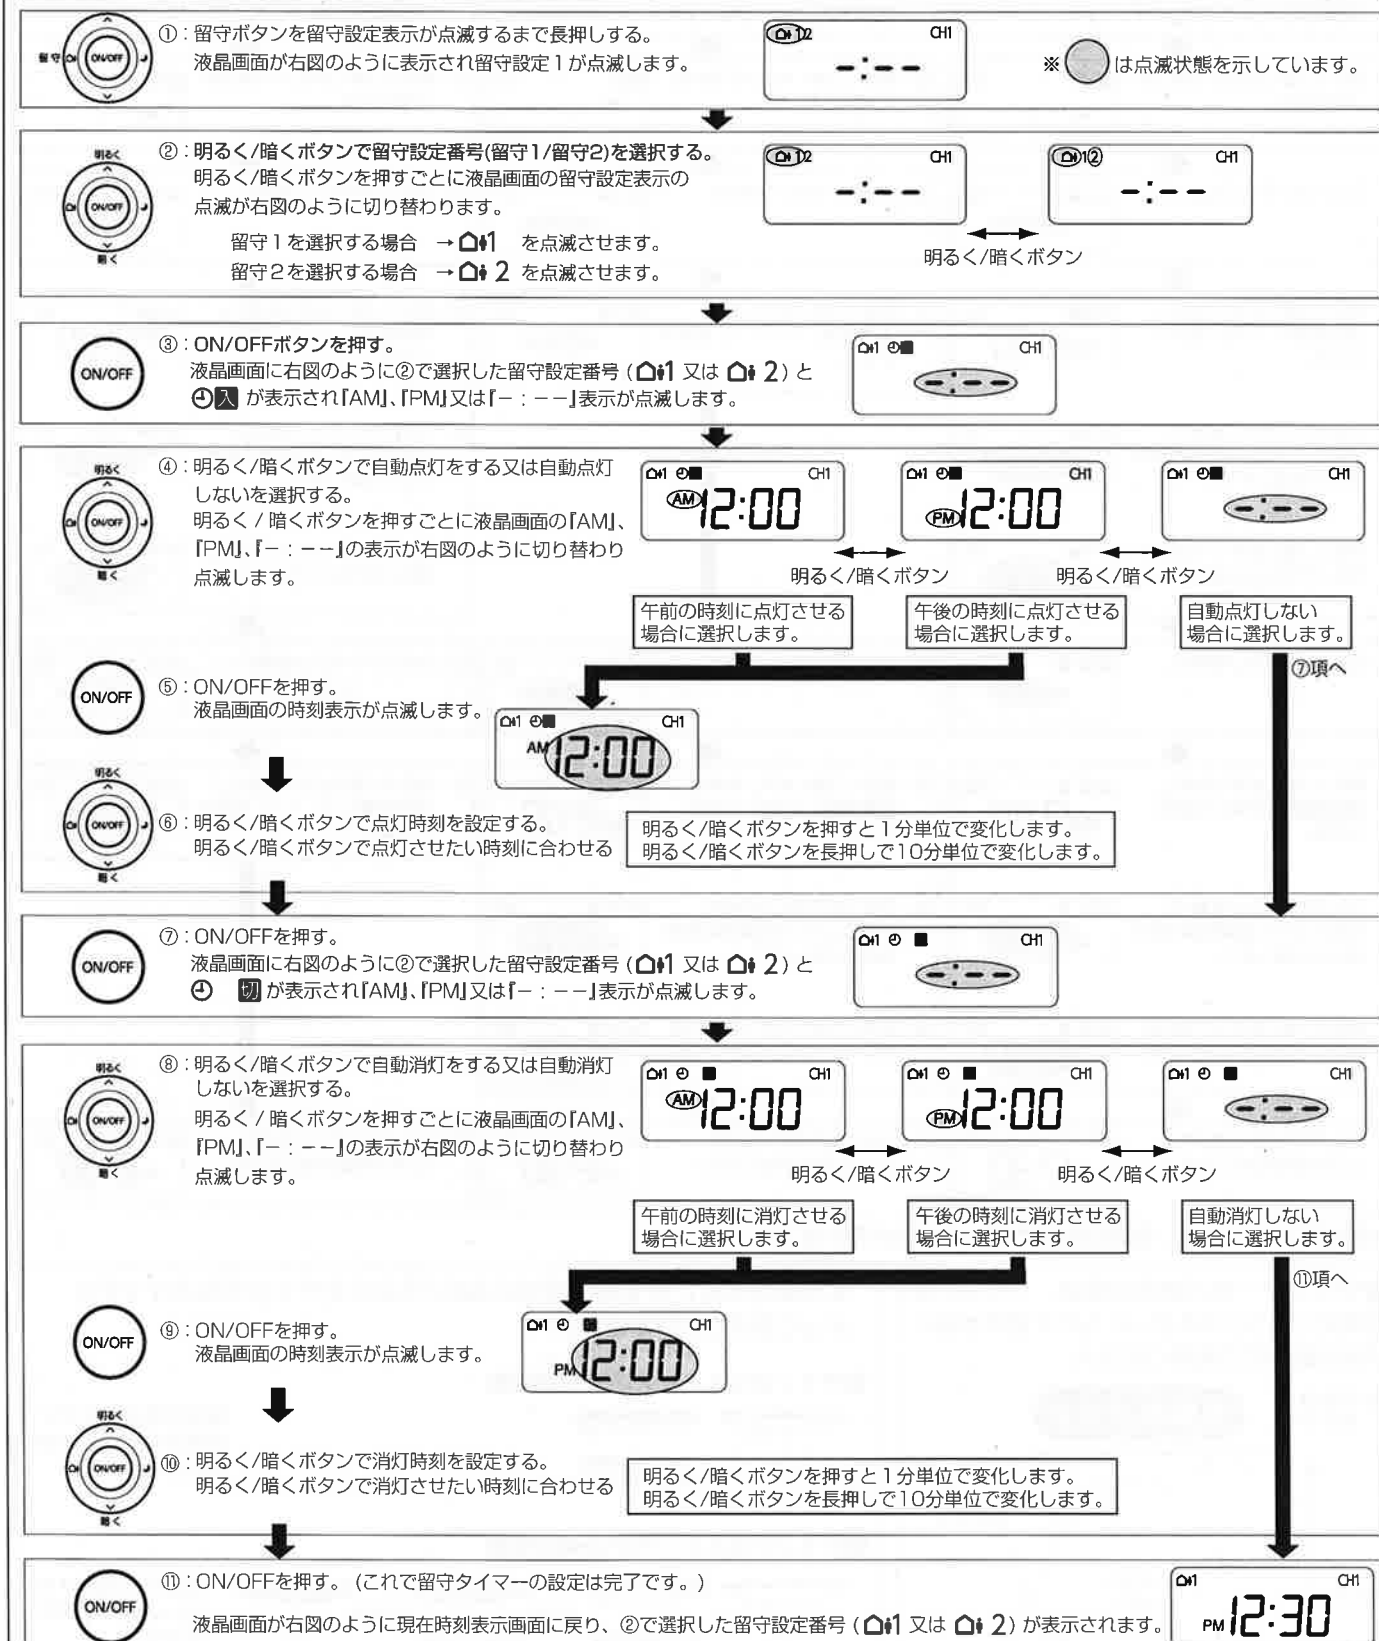 留守
ON/OFF
①：留守ボタンを留守設定表示が点滅するまで長押しする。
液晶画面が右図のように表示され留守設定1が点滅します。
12 CH1
-:--
※ は点滅状態を示しています。
明るく
ON/OFF
暗く
②：明るく/暗くボタンで留守設定番号(留守1/留守2)を選択する。
明るく/暗くボタンを押すごとに液晶画面の留守設定表示の
点滅が右図のように切り替わります。
留守1を選択する場合 →1 を点滅させます。
留守2を選択する場合 →2 を点滅させます。
12 CH1
-:--
12 CH1
-:--
明るく/暗くボタン
ON/OFF
③：ON/OFFボタンを押す。
液晶画面に右図のように②で選択した留守設定番号（1 又は 2）と
入 が表示され『AM』、『PM』又は『-：--』表示が点滅します。
1 CH1
-:--
明るく
ON/OFF
暗く
④：明るく/暗くボタンで自動点灯をする又は自動点灯
しないを選択する。
明るく / 暗くボタンを押すごとに液晶画面の『AM』、
『PM』、『-：--』の表示が右図のように切り替わり
点滅します。
1 CH1
AM 12:00
1 CH1
PM 12:00
1 CH1
-:--
明るく/暗くボタン
明るく/暗くボタン
午前の時刻に点灯させる
場合に選択します。
午後の時刻に点灯させる
場合に選択します。
自動点灯しない
場合に選択します。
⑦項へ
ON/OFF
⑤：ON/OFFを押す。
液晶画面の時刻表示が点滅します。
1 CH1
AM 12:00
明るく
ON/OFF
暗く
⑥：明るく/暗くボタンで点灯時刻を設定する。
明るく/暗くボタンで点灯させたい時刻に合わせる
明るく/暗くボタンを押すと1分単位で変化します。
明るく/暗くボタンを長押しで10分単位で変化します。
ON/OFF
⑦：ON/OFFを押す。
液晶画面に右図のように②で選択した留守設定番号（1 又は 2）と
切 が表示され『AM』、『PM』又は『-：--』表示が点滅します。
1 CH1
-:--
明るく
ON/OFF
暗く
⑧：明るく/暗くボタンで自動消灯をする又は自動消灯
しないを選択する。
明るく / 暗くボタンを押すごとに液晶画面の『AM』、
『PM』、『-：--』の表示が右図のように切り替わり
点滅します。
1 CH1
AM 12:00
1 CH1
PM 12:00
1 CH1
-:--
明るく/暗くボタン
明るく/暗くボタン
午前の時刻に消灯させる
場合に選択します。
午後の時刻に消灯させる
場合に選択します。
自動消灯しない
場合に選択します。
⑪項へ
ON/OFF
⑨：ON/OFFを押す。
液晶画面の時刻表示が点滅します。
1 CH1
PM 12:00
明るく
ON/OFF
暗く
⑩：明るく/暗くボタンで消灯時刻を設定する。
明るく/暗くボタンで消灯させたい時刻に合わせる
明るく/暗くボタンを押すと1分単位で変化します。
明るく/暗くボタンを長押しで10分単位で変化します。
ON/OFF
⑪：ON/OFFを押す。（これで留守タイマーの設定は完了です。）
液晶画面が右図のように現在時刻表示画面に戻り、②で選択した留守設定番号（1 又は 2）が表示されます。
1 CH1
PM 12:30